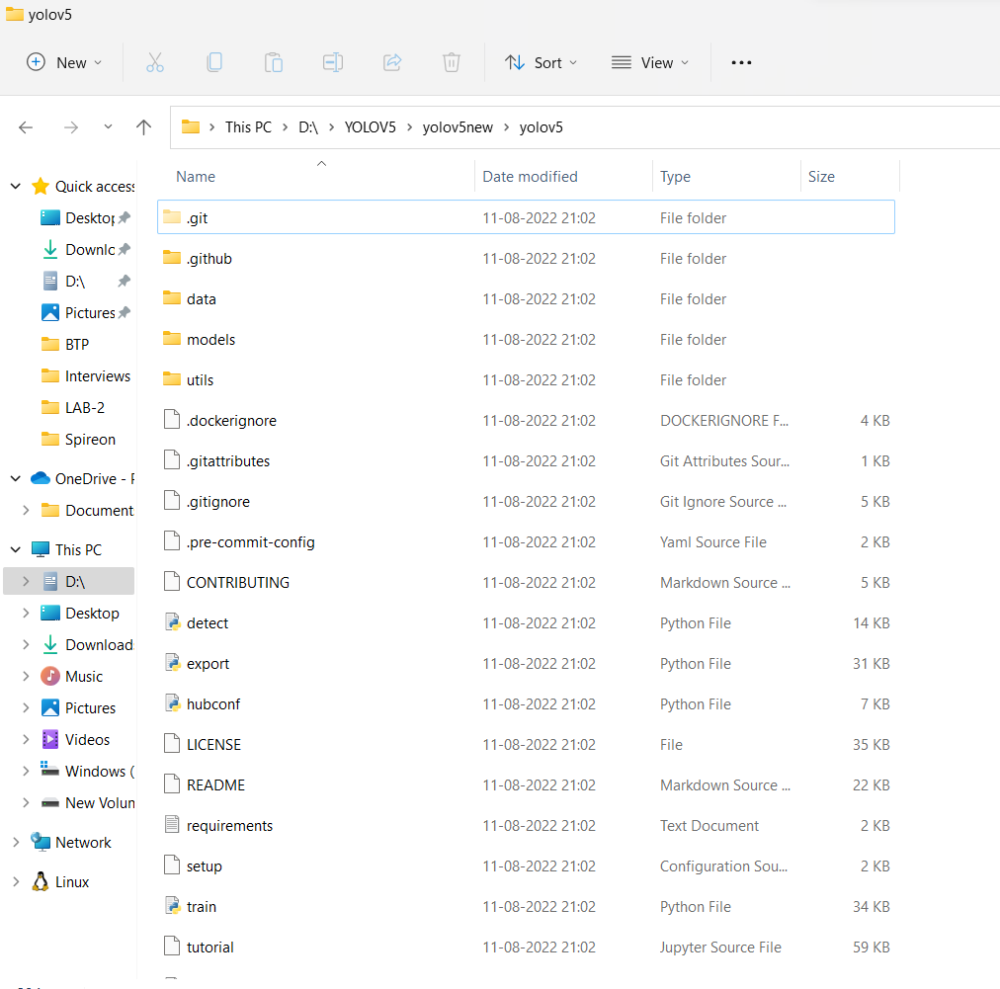 yolov5
New Sort View
This PC D:\ YOLOV5 yolov5new yolov5
Name Date modified Type Size
Quick access
Desktop
Downlc
D:\
Pictures
BTP
Interviews
LAB-2
Spireon
OneDrive - P
Document
This PC
D:\
Desktop
Download
Music
Pictures
Videos
Windows (
New Volum
Network
Linux
.git 11-08-2022 21:02 File folder
.github 11-08-2022 21:02 File folder
data 11-08-2022 21:02 File folder
models 11-08-2022 21:02 File folder
utils 11-08-2022 21:02 File folder
.dockerignore 11-08-2022 21:02 DOCKERIGNORE F... 4 KB
.gitattributes 11-08-2022 21:02 Git Attributes Sour... 1 KB
.gitignore 11-08-2022 21:02 Git Ignore Source ... 5 KB
.pre-commit-config 11-08-2022 21:02 Yaml Source File 2 KB
CONTRIBUTING 11-08-2022 21:02 Markdown Source ... 5 KB
detect 11-08-2022 21:02 Python File 14 KB
export 11-08-2022 21:02 Python File 31 KB
hubconf 11-08-2022 21:02 Python File 7 KB
LICENSE 11-08-2022 21:02 File 35 KB
README 11-08-2022 21:02 Markdown Source ... 22 KB
requirements 11-08-2022 21:02 Text Document 2 KB
setup 11-08-2022 21:02 Configuration Sou... 2 KB
train 11-08-2022 21:02 Python File 34 KB
tutorial 11-08-2022 21:02 Jupyter Source File 59 KB